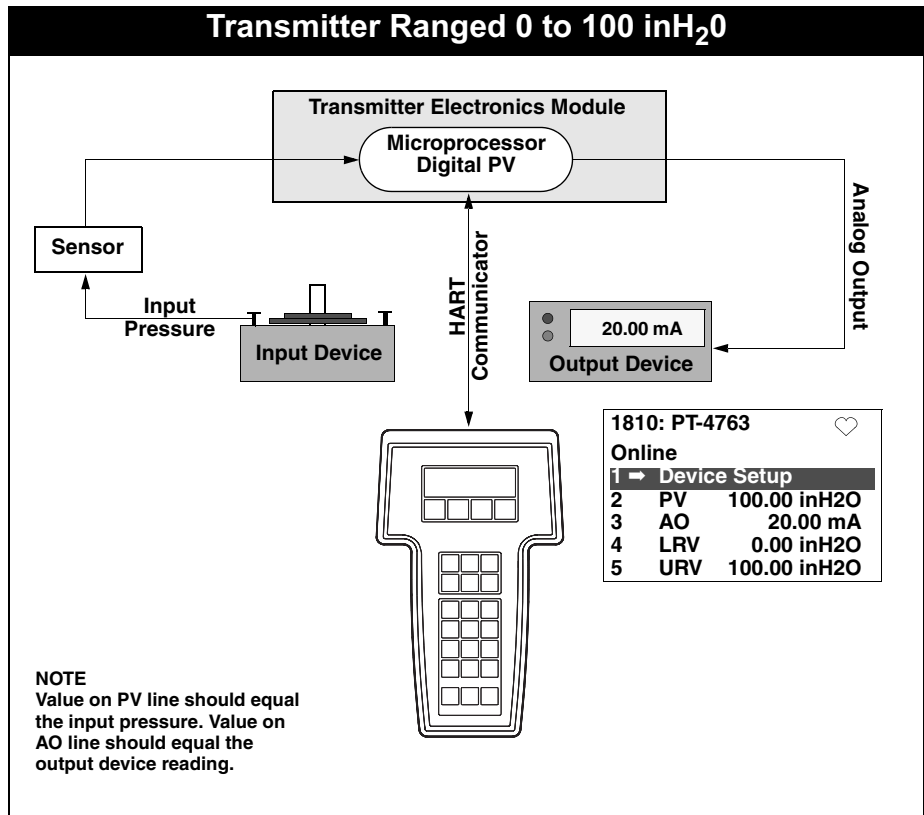 Transmitter Ranged 0 to 100 inH₂0
Transmitter Electronics Module
Microprocessor
Digital PV
Sensor
Input
Pressure
Input Device
HART
Communicator
Analog Output
20.00 mA
Output Device
1810: PT-4763
Online
1 ➡ Device Setup
2 PV 100.00 inH2O
3 AO 20.00 mA
4 LRV 0.00 inH2O
5 URV 100.00 inH2O
NOTE
Value on PV line should equal
the input pressure. Value on
AO line should equal the
output device reading.